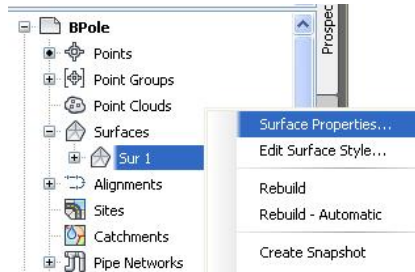 BPole
Points
Point Groups
Point Clouds
Surfaces
Sur 1
Alignments
Sites
Catchments
Pipe Networks
Prospec
Surface Properties...
Edit Surface Style...
Rebuild
Rebuild - Automatic
Create Snapshot